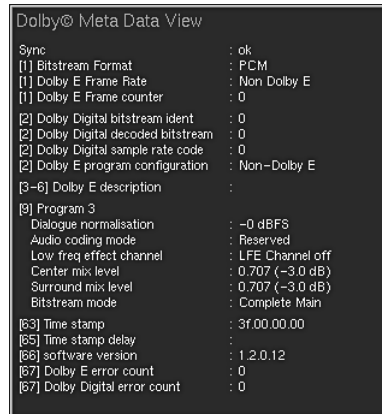 Dolby© Meta Data View
Sync : ok
[1] Bitstream Format : PCM
[1] Dolby E Frame Rate : Non Dolby E
[1] Dolby E Frame counter : 0
[2] Dolby Digital bitstream ident : 0
[2] Dolby Digital decoded bitstream : 0
[2] Dolby Digital sample rate code : 0
[2] Dolby E program configuration : Non-Dolby E
[3-6] Dolby E description :
[9] Program 3
Dialogue normalisation : -0 dBFS
Audio coding mode : Reserved
Low freq effect channel : LFE Channel off
Center mix level : 0.707 (-3.0 dB)
Surround mix level : 0.707 (-3.0 dB)
Bitstream mode : Complete Main
[63] Time stamp : 3f.00.00.00
[65] Time stamp delay :
[66] software version : 1.2.0.12
[67] Dolby E error count : 0
[67] Dolby Digital error count : 0